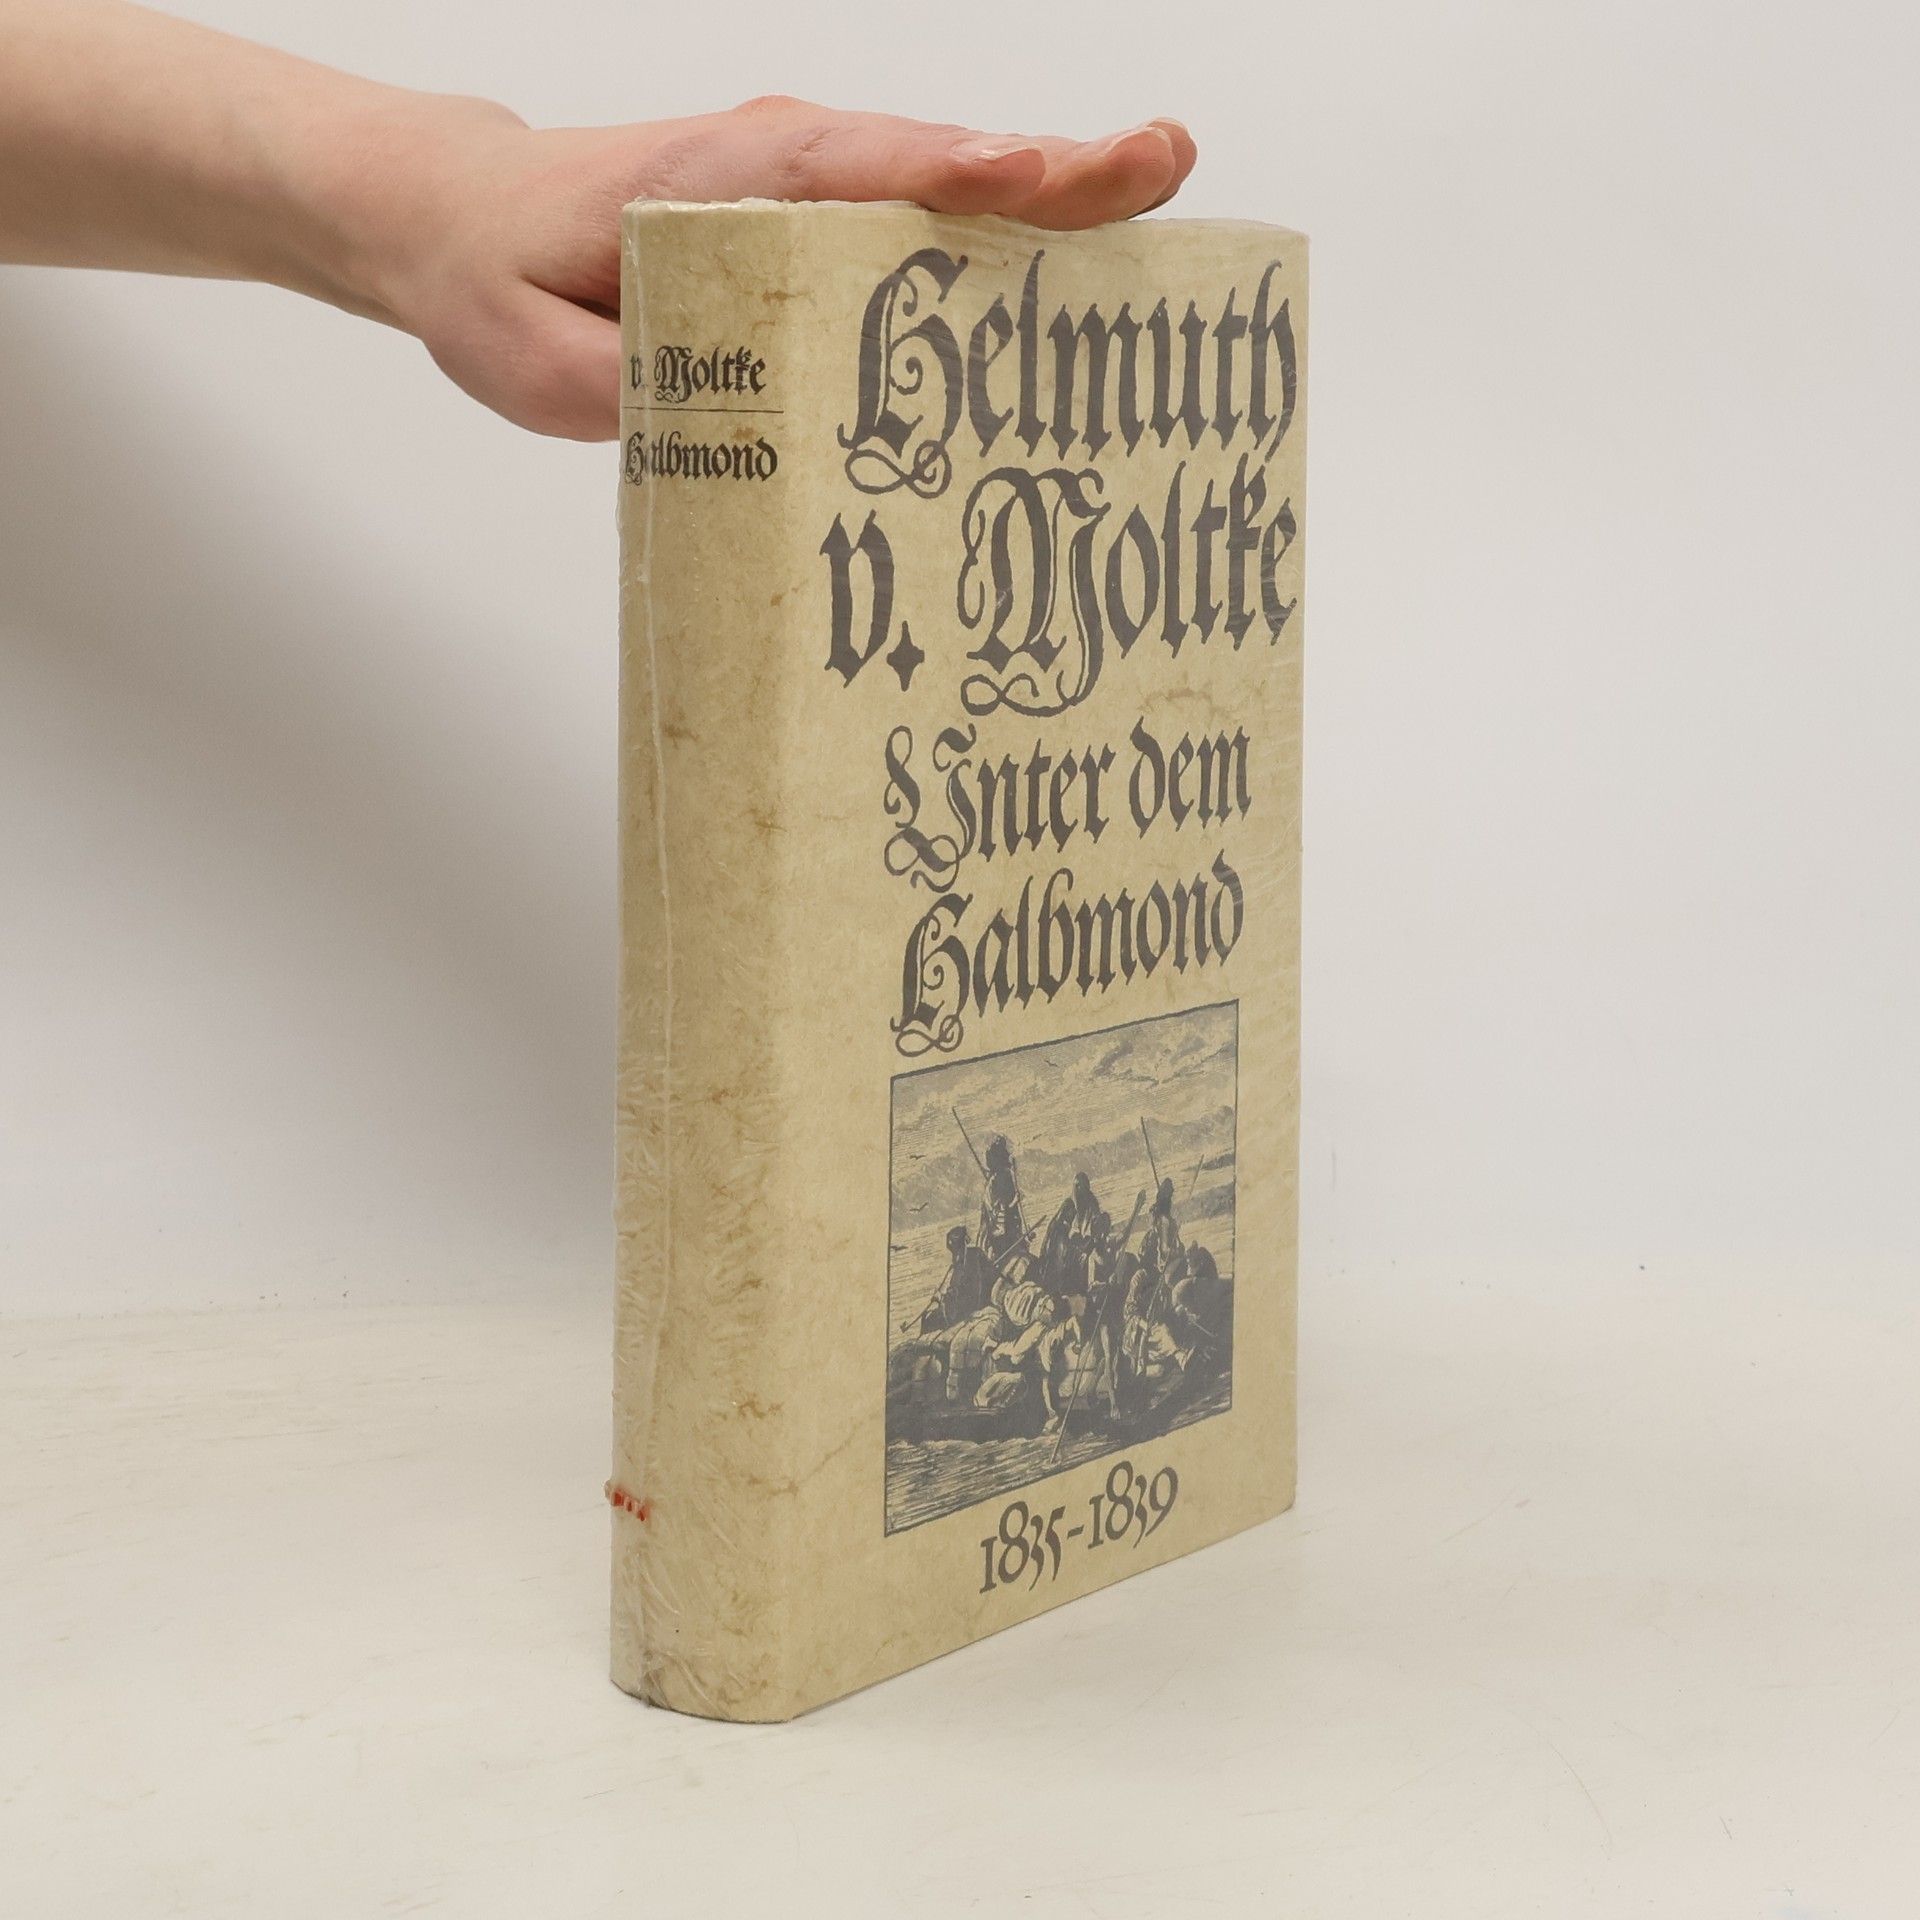 v. Moltke
Halbmond
Helmuth
v. Moltke
Unter dem
Halbmond
1835-1839